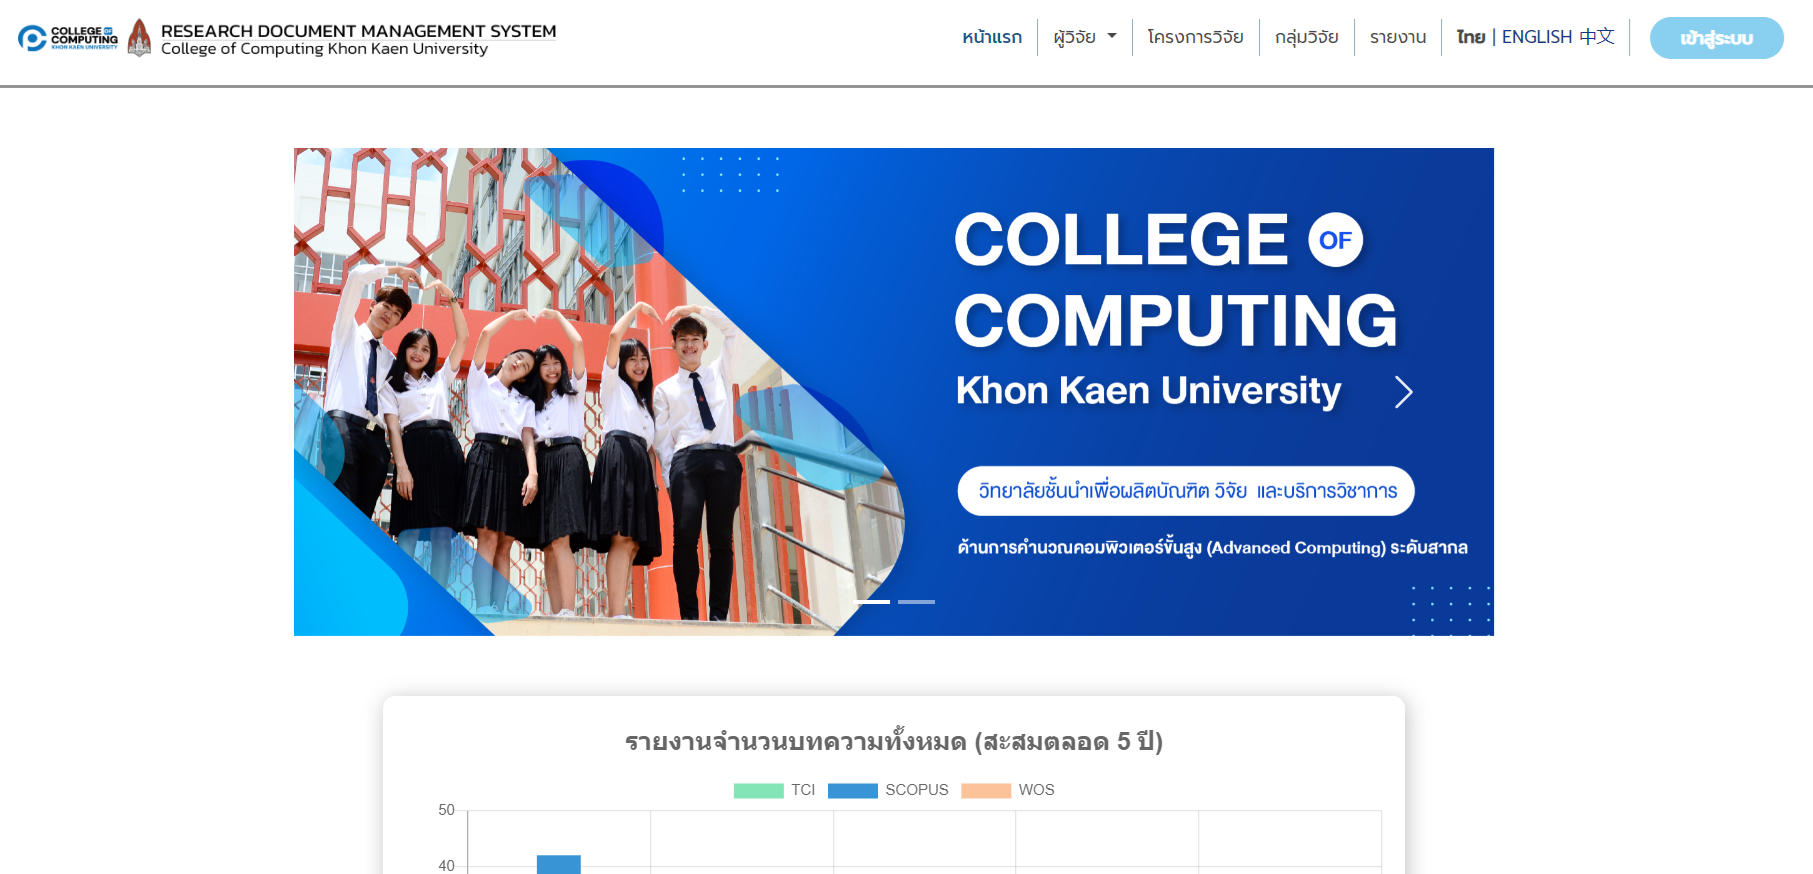 COLLEGE OF
COMPUTING
KHON KAEN UNIVERSITY
RESEARCH DOCUMENT MANAGEMENT SYSTEM
College of Computing Khon Kaen University
หน้าแรก ผู้วิจัย โครงการวิจัย กลุ่มวิจัย รายงาน ไทย | ENGLISH 中文 เข้าสู่ระบบ
COLLEGE OF
COMPUTING
Khon Kaen University
วิทยาลัยชั้นนำเพื่อผลิตบัณฑิต วิจัย และบริการวิชาการ
ด้านการคำนวณคอมพิวเตอร์ขั้นสูง (Advanced Computing) ระดับสากล
รายงานจำนวนบทความทั้งหมด (สะสมตลอด 5 ปี)
TCI SCOPUS WOS
50
40